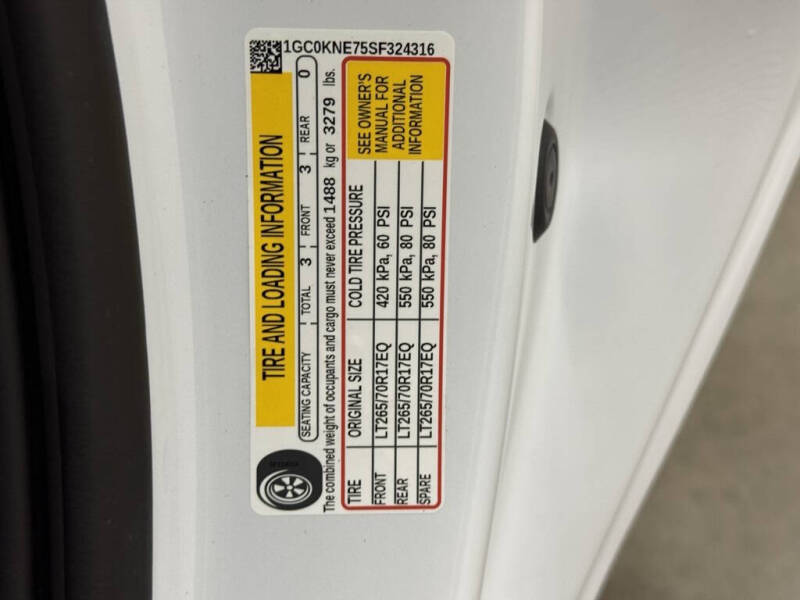 1GC0KNE75SF324316
TIRE AND LOADING INFORMATION
SEATING CAPACITY TOTAL 3 FRONT 3 REAR 0
The combined weight of occupants and cargo must never exceed 1488 kg or 3279 lbs.
TIRE ORIGINAL SIZE COLD TIRE PRESSURE
FRONT LT265/70R17EQ 420 kPa, 60 PSI
REAR LT265/70R17EQ 550 kPa, 80 PSI
SPARE LT265/70R17EQ 550 kPa, 80 PSI
SEE OWNER'S
MANUAL FOR
ADDITIONAL
INFORMATION